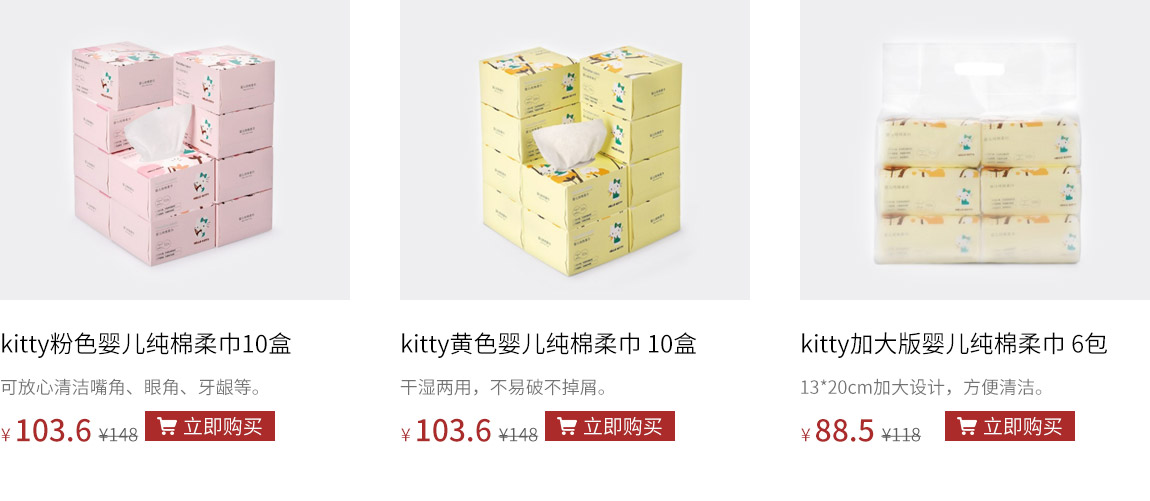 kitty粉色婴儿纯棉柔巾10盒
可放心清洁嘴角、眼角、牙龈等。
¥103.6 ¥148 立即购买
kitty黄色婴儿纯棉柔巾 10盒
干湿两用，不易破不掉屑。
¥103.6 ¥148 立即购买
kitty加大版婴儿纯棉柔巾 6包
13*20cm加大设计，方便清洁。
¥88.5 ¥118 立即购买